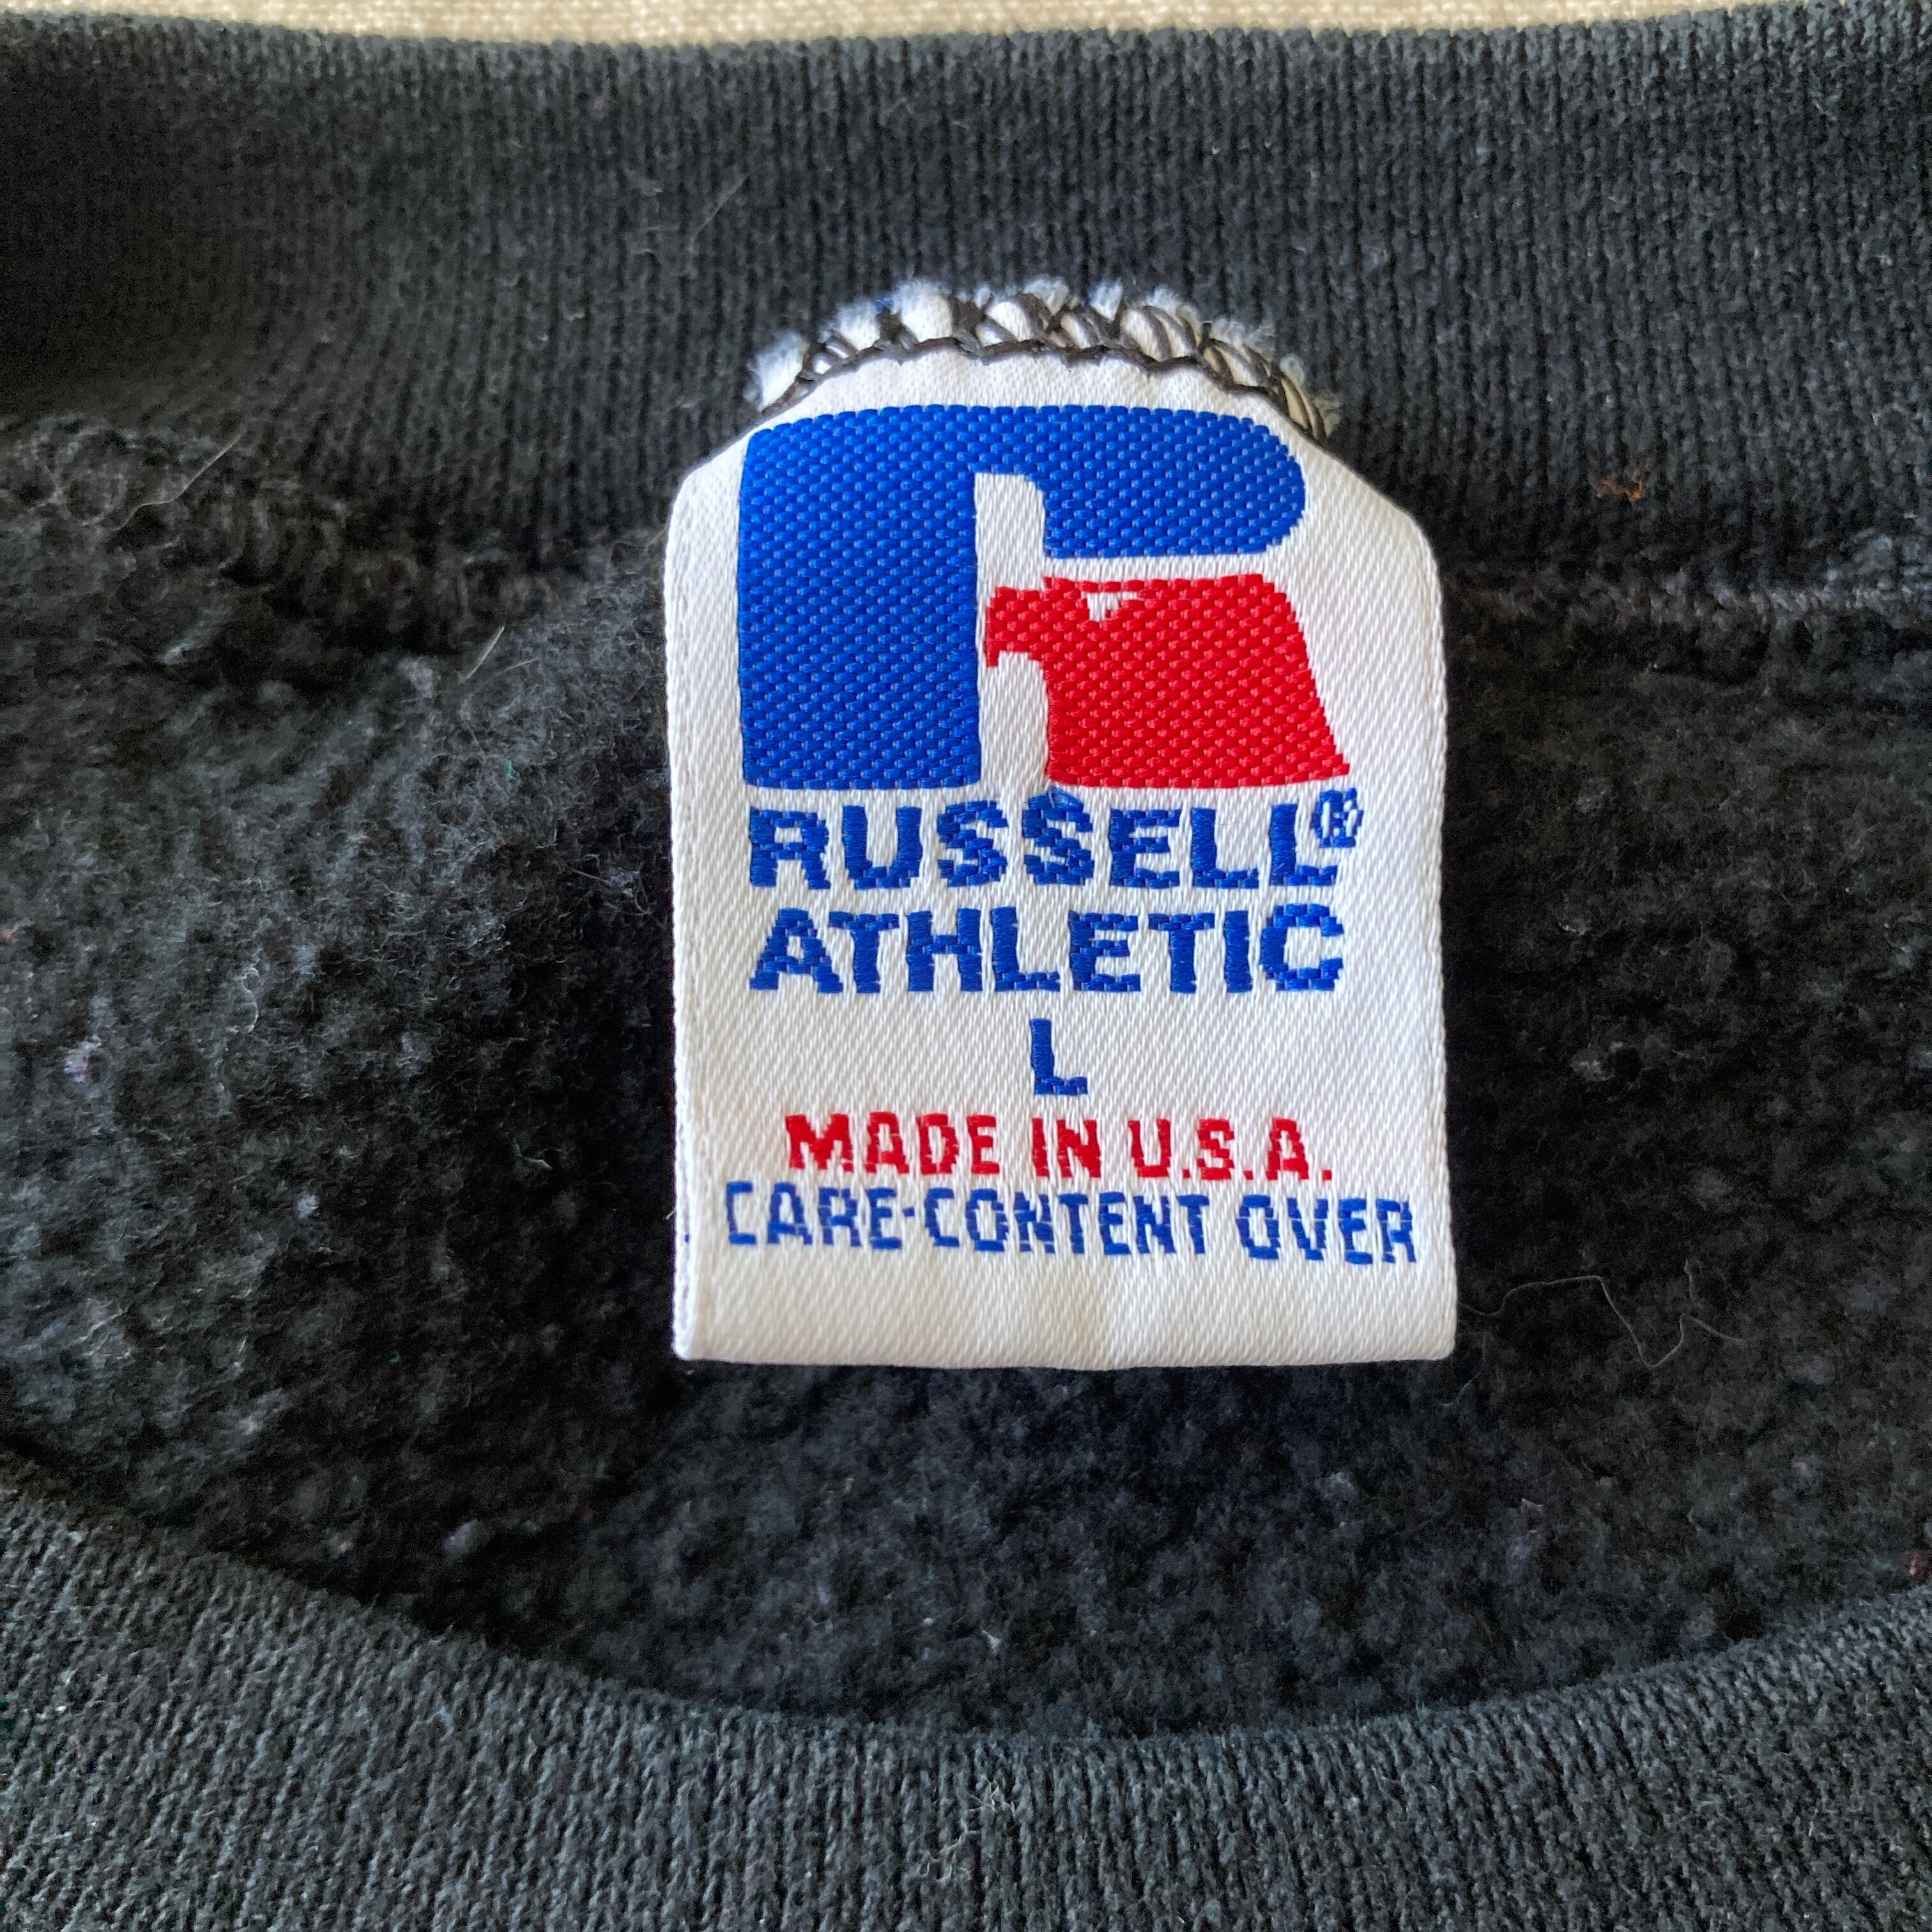 RUSSELL®
ATHLETIC
L
MADE IN U.S.A.
CARE-CONTENT OVER